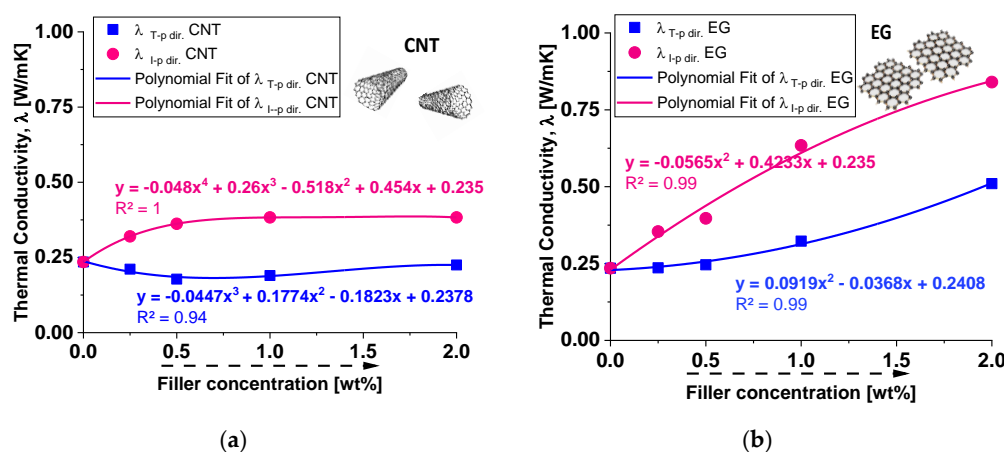 1.00
0.75
0.50
0.25
0.00
Thermal Conductivity, λ [W/mK]
λ T-p dir. CNT
λ I-p dir. CNT
Polynomial Fit of λ T-p dir. CNT
Polynomial Fit of λ I--p dir. CNT
CNT
y = -0.048x⁴ + 0.26x³ - 0.518x² + 0.454x + 0.235
R² = 1
y = -0.0447x³ + 0.1774x² - 0.1823x + 0.2378
R² = 0.94
0.0 0.5 1.0 1.5 2.0
Filler concentration [wt%]
(a)
1.00
0.75
0.50
0.25
0.00
Thermal Conductivity, λ [W/mK]
λ T-p dir. EG
λ I-p dir. EG
Polynomial Fit of λ T-p dir. EG
Polynomial Fit of λ I-p dir. EG
EG
y = -0.0565x² + 0.4233x + 0.235
R² = 0.99
y = 0.0919x² - 0.0368x + 0.2408
R² = 0.99
0.0 0.5 1.0 1.5 2.0
Filler concentration [wt%]
(b)